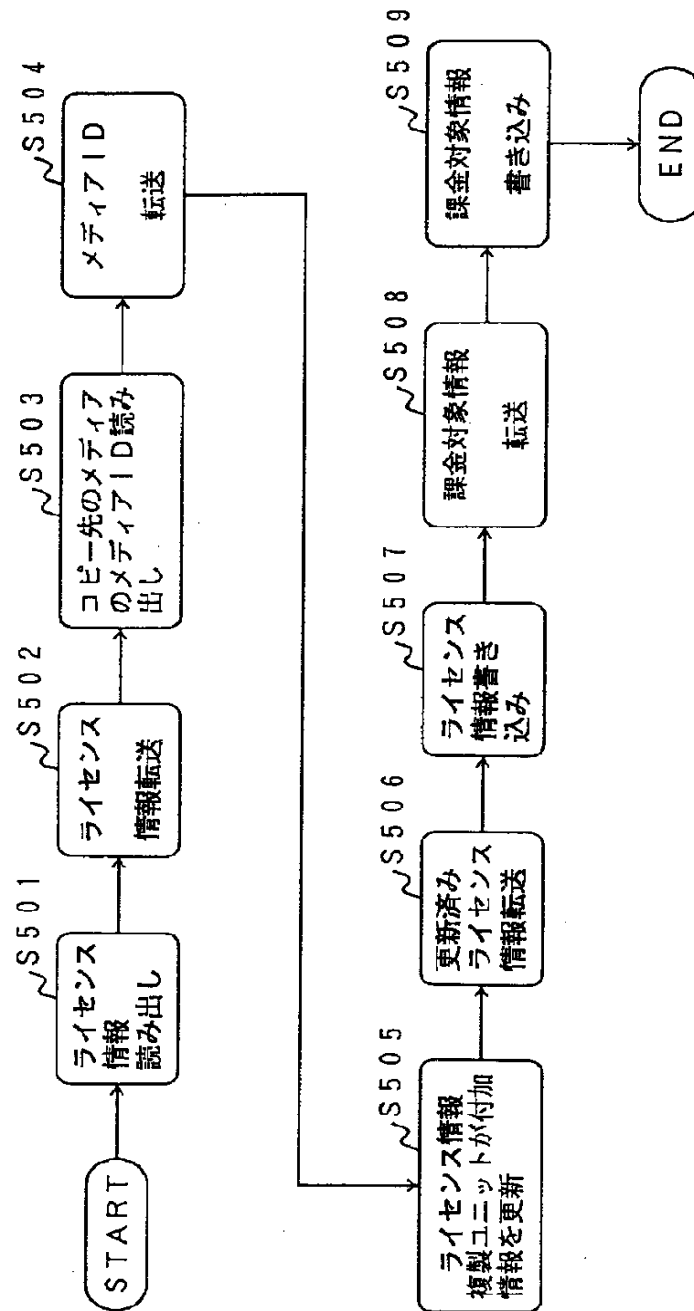 START
S501
ライセンス
情報
読み出し
S502
ライセンス
情報転送
S503
コピー先のメディア
のメディアID読み
出し
S504
メディアID
転送
S505
ライセンス情報
複製ユニットが付加
情報を更新
S506
更新済み
ライセンス
情報転送
S507
ライセンス
情報書き
込み
S508
課金対象情報
転送
S509
課金対象情報
書き込み
END